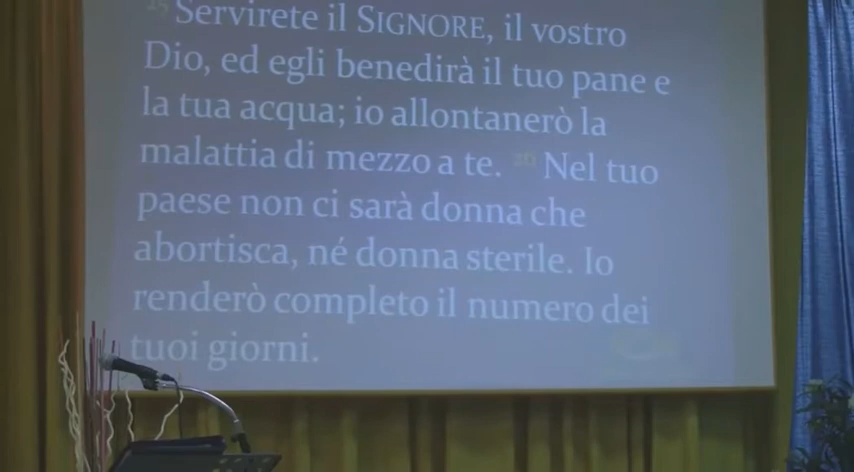 25 Servirete il SIGNORE, il vostro
Dio, ed egli benedirà il tuo pane e
la tua acqua; io allontanerò la
malattia di mezzo a te. 26 Nel tuo
paese non ci sarà donna che
abortisca, né donna sterile. Io
renderò completo il numero dei
tuoi giorni.